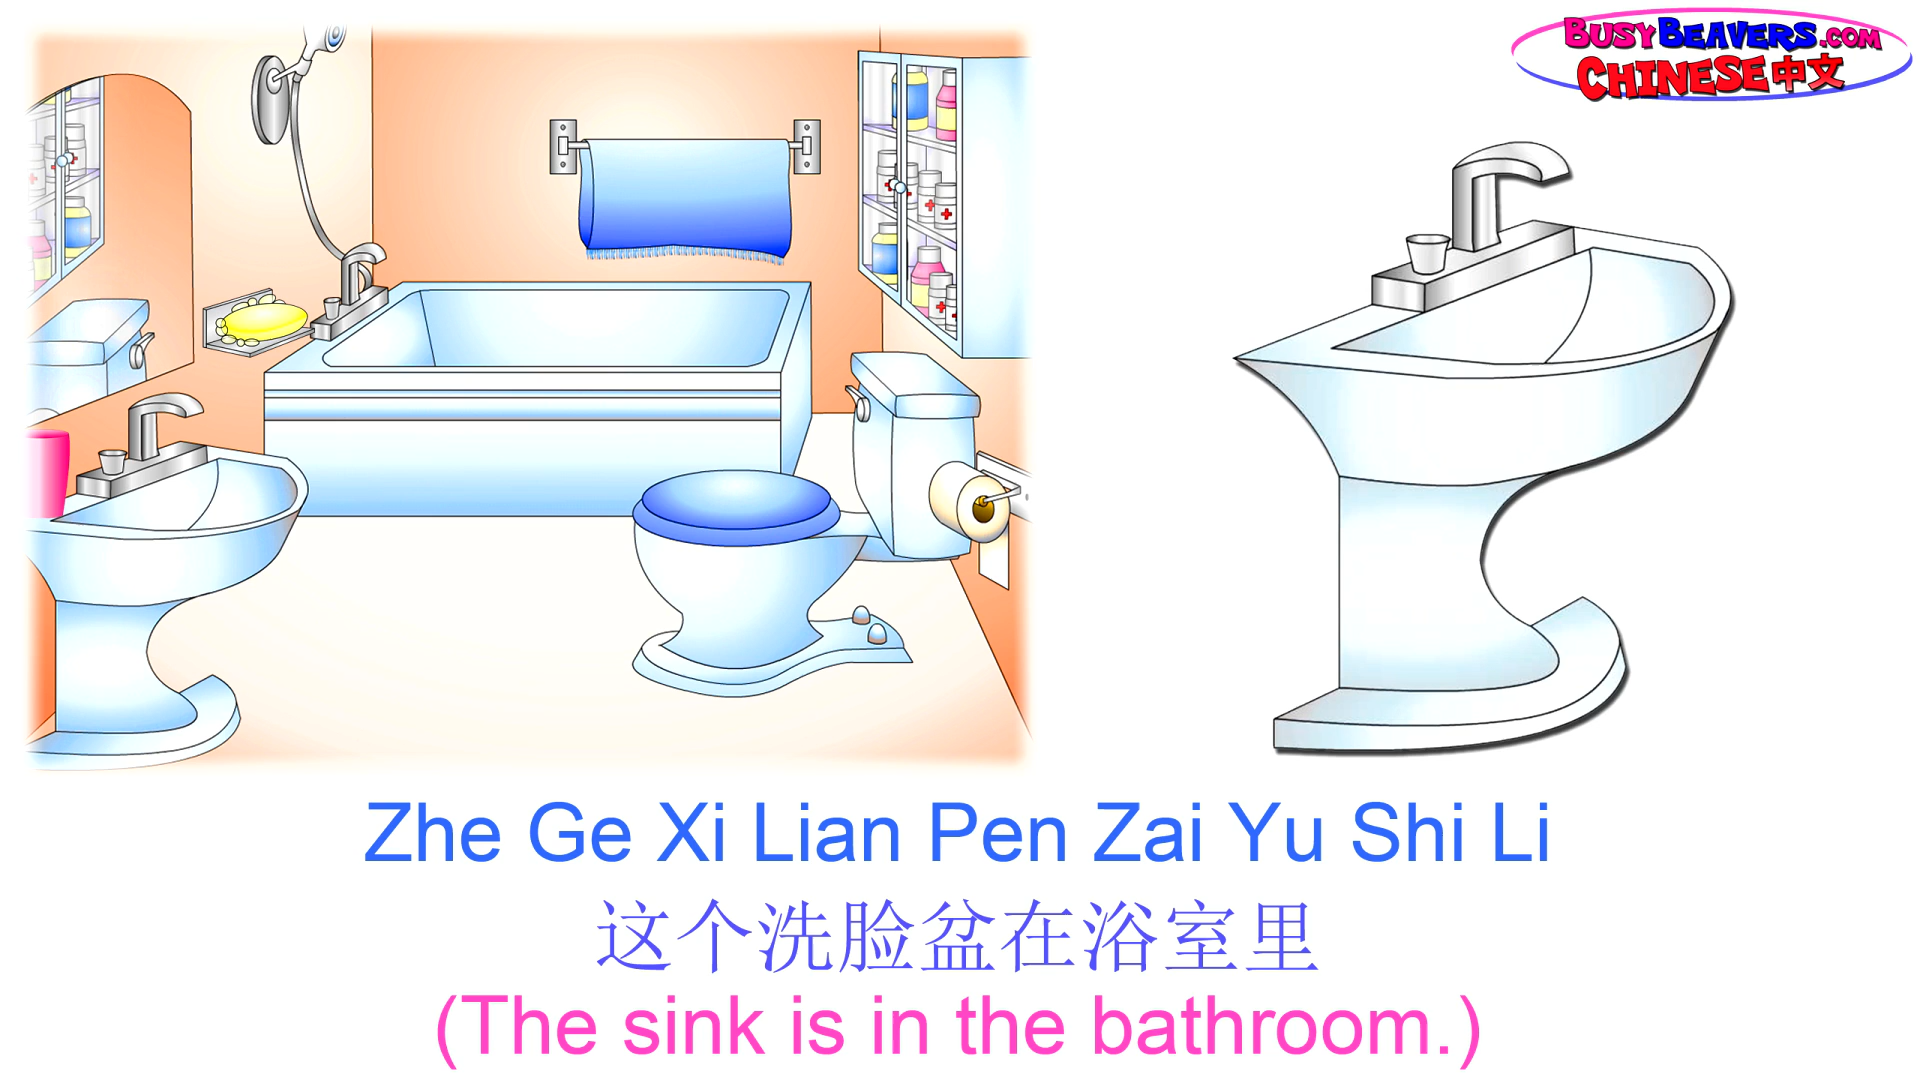 BUSYBEAVERS.COM
CHINESE中文
Zhe Ge Xi Lian Pen Zai Yu Shi Li
这个洗脸盆在浴室里
(The sink is in the bathroom.)